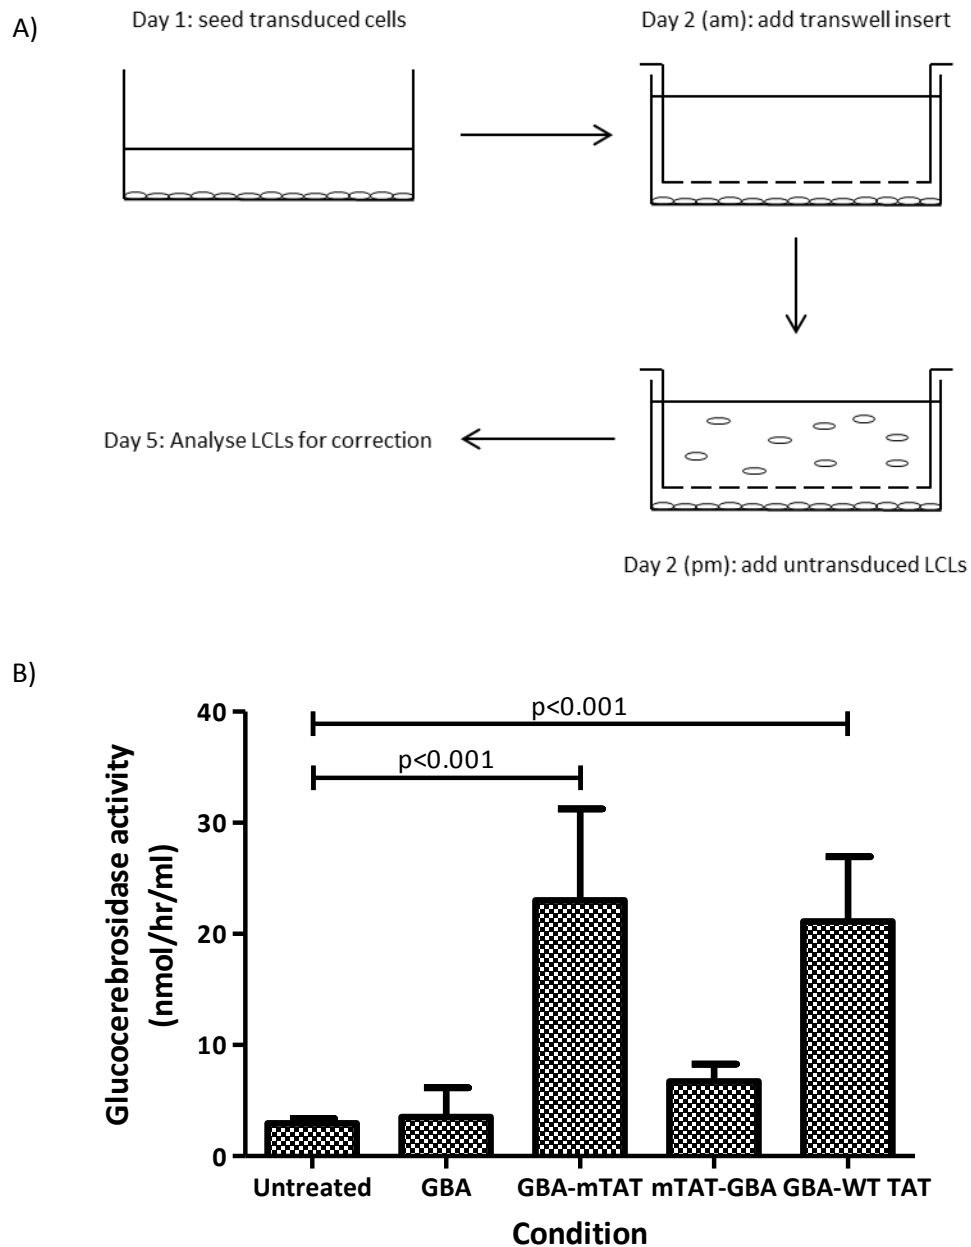 A)
Day 1: seed transduced cells
Day 2 (am): add transwell insert
Day 5: Analyse LCLs for correction
Day 2 (pm): add untransduced LCLs
B)
Glucocerebrosidase activity
(nmol/hr/ml)
40
30
20
10
0
p<0.001
p<0.001
Untreated
GBA
GBA-mTAT
mTAT-GBA
GBA-WT TAT
Condition